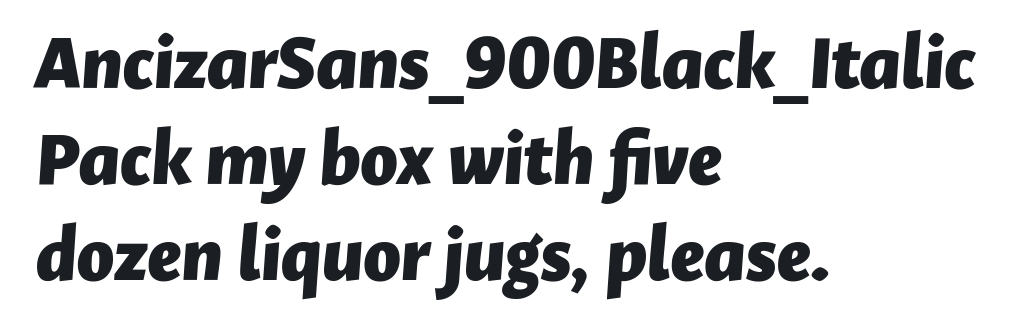 AncizarSans_900Black_Italic
Pack my box with five
dozen liquor jugs, please.